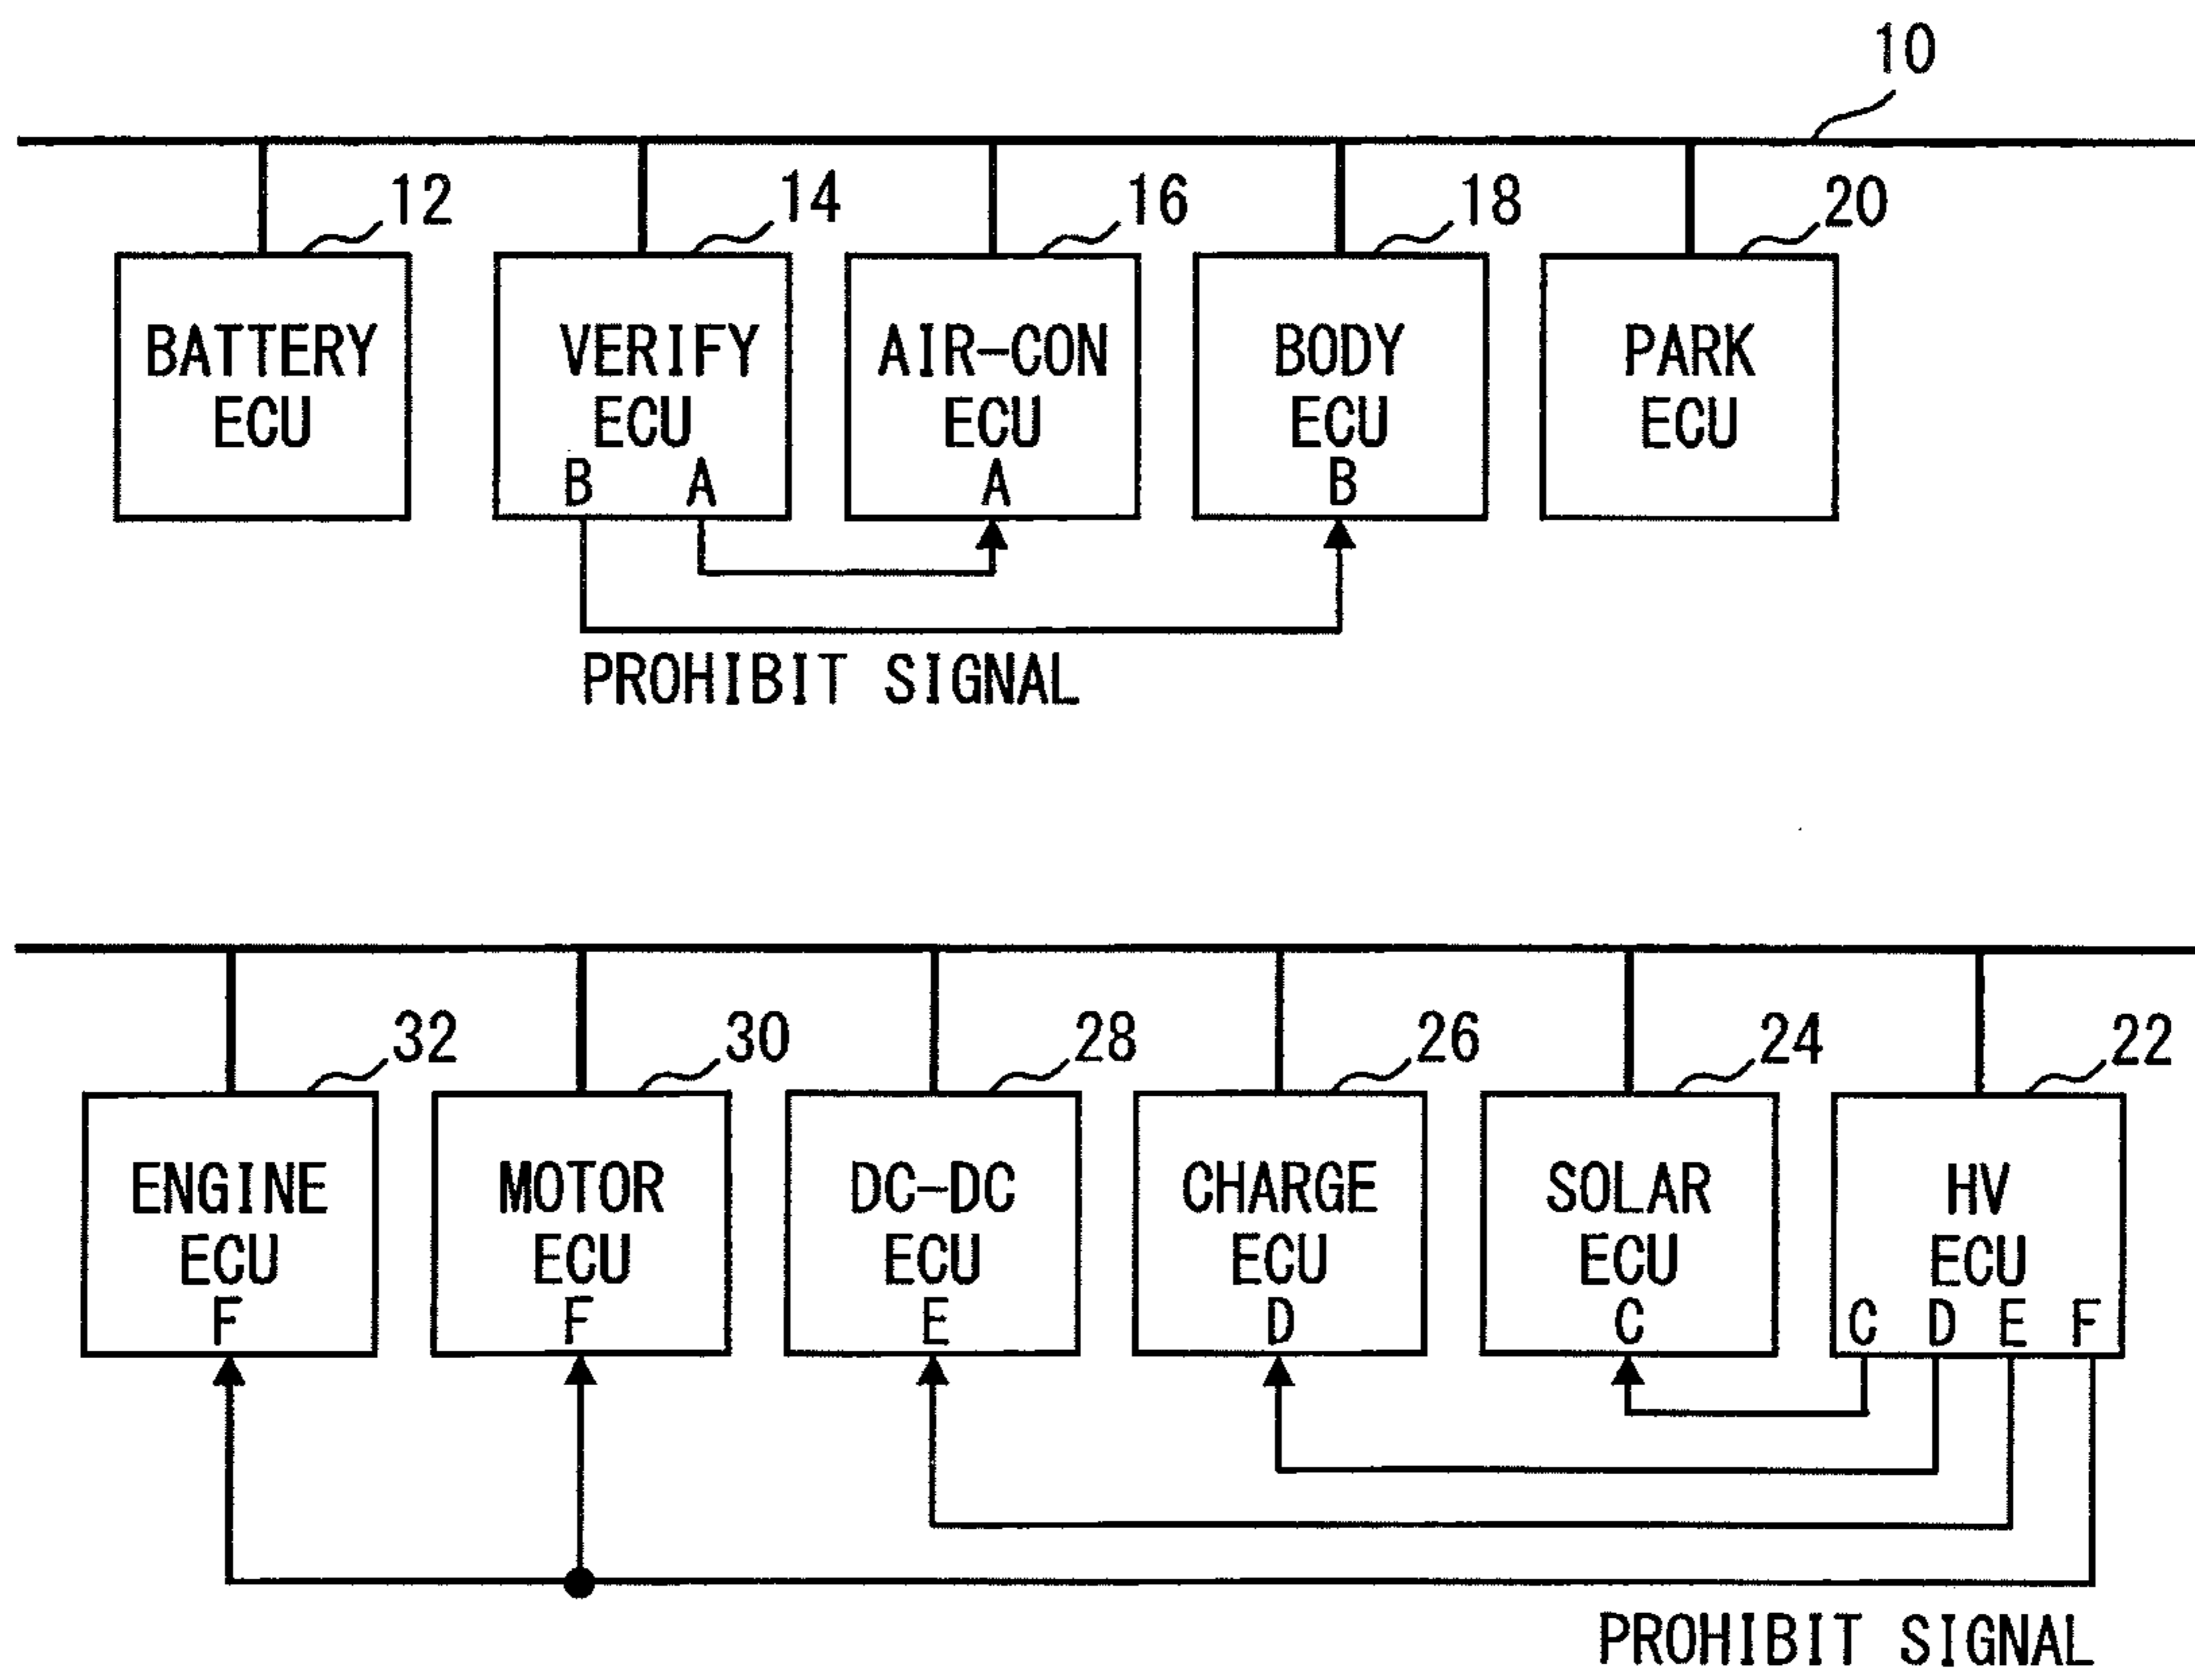 10
12
14
16
18
20
BATTERY
ECU
VERIFY
ECU
B A
AIR-CON
ECU
A
BODY
ECU
B
PARK
ECU
PROHIBIT SIGNAL
32
30
28
26
24
22
ENGINE
ECU
F
MOTOR
ECU
F
DC-DC
ECU
E
CHARGE
ECU
D
SOLAR
ECU
C
HV
ECU
C D E F
PROHIBIT SIGNAL